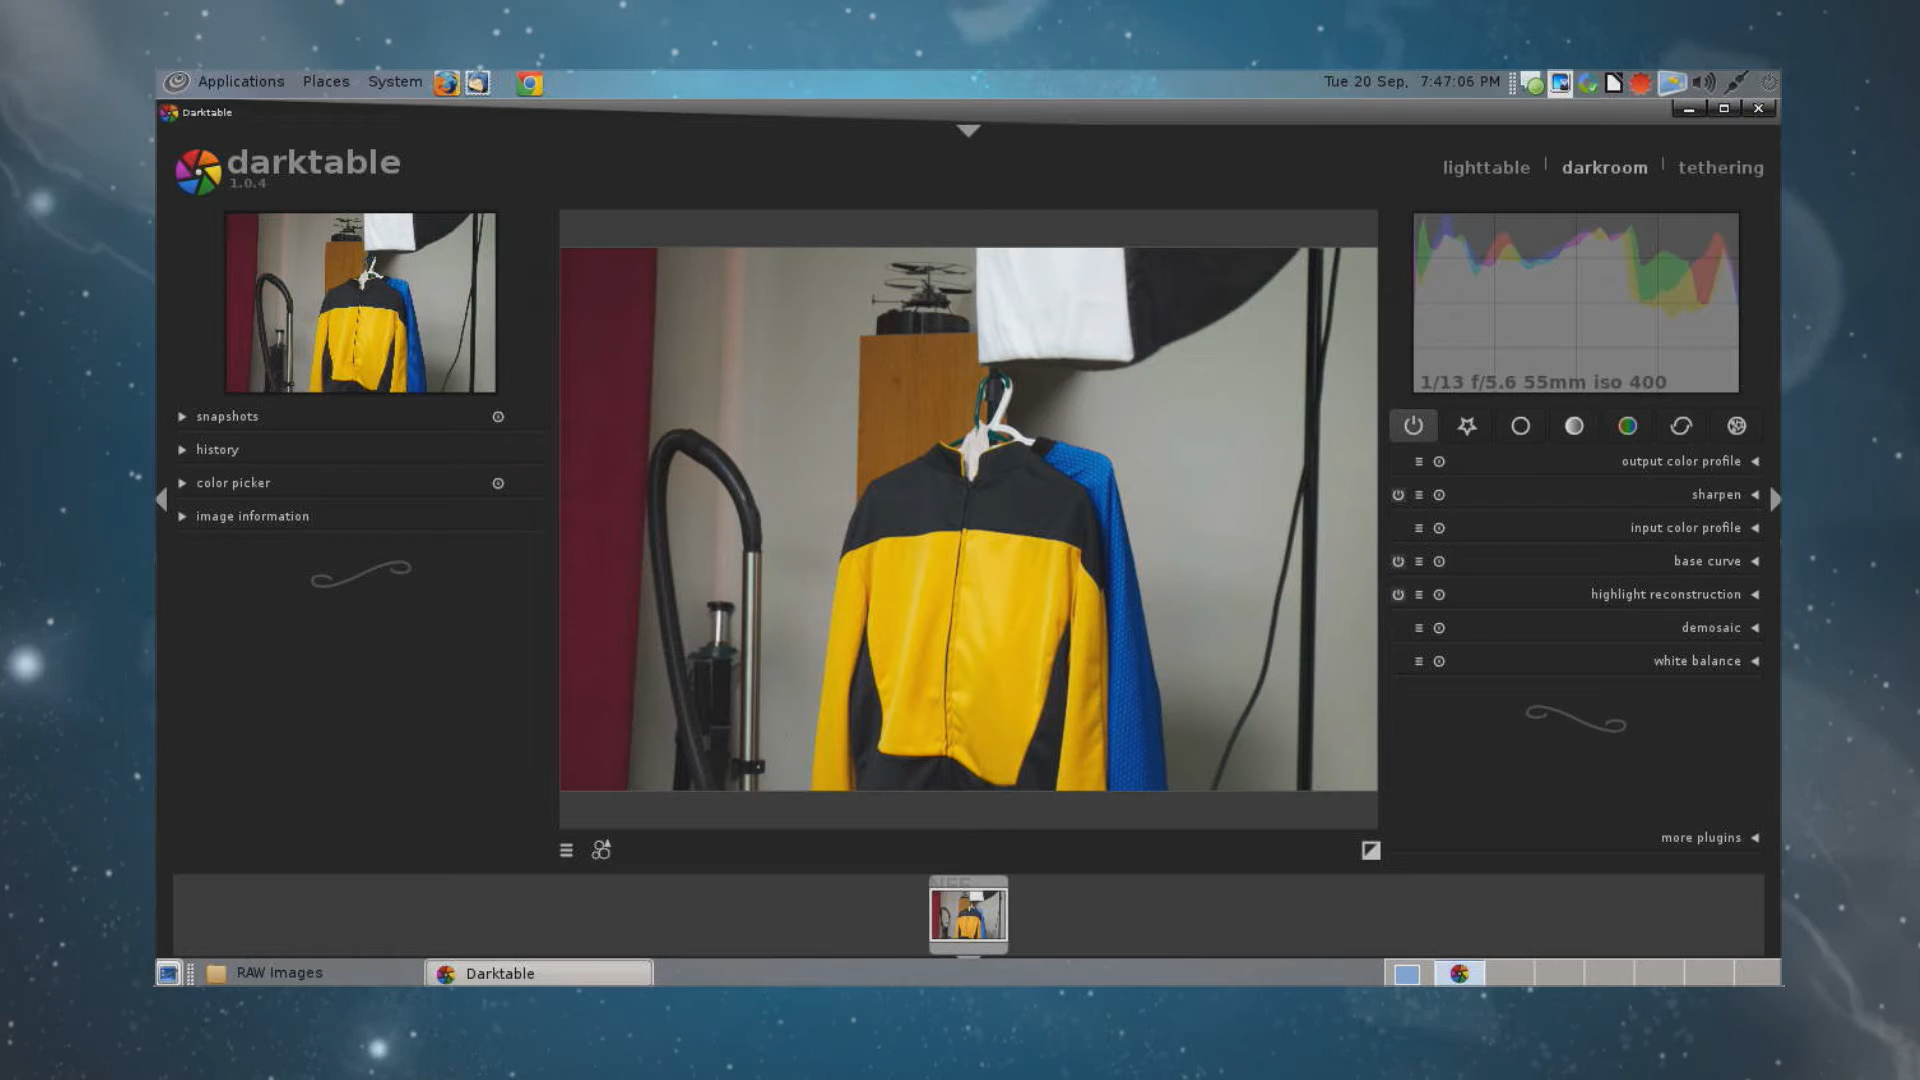 Applications Places System
Tue 20 Sep, 7:47:06 PM
Darktable
darktable
1.0.4
lighttable darkroom tethering
1/13 f/5.6 55mm iso 400
snapshots
history
color picker
image information
output color profile
sharpen
input color profile
base curve
highlight reconstruction
demosaic
white balance
more plugins
RAW Images
Darktable